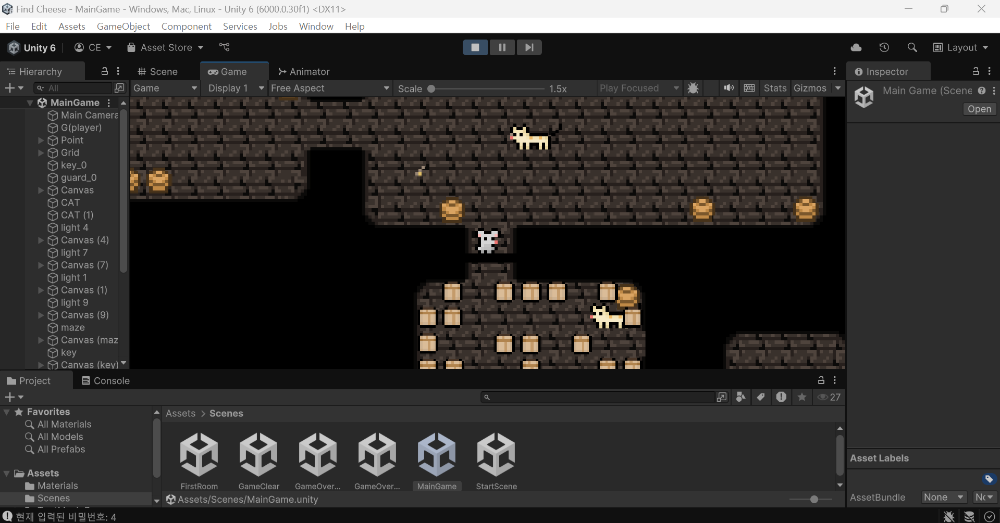 Find Cheese - MainGame - Windows, Mac, Linux - Unity 6 (6000.0.30f1) <DX11>
File Edit Assets GameObject Component Services Jobs Window Help
Unity 6 CE Asset Store Layout
Hierarchy Scene Game Animator Inspector
All Game Display 1 Free Aspect Scale 1.5x Play Focused Stats Gizmos
Main Game (Scene
Open
MainGame
Main Camera
G(player)
Point
Grid
key_0
guard_0
Canvas
CAT
CAT (1)
light 4
Canvas (4)
light 7
Canvas (7)
light 1
Canvas (1)
light 9
Canvas (9)
maze
Canvas (maz
key
Canvas (key)
Project Console
27
Favorites
All Materials
All Models
All Prefabs
Assets
Materials
Scenes
Assets > Scenes
FirstRoom GameClear GameOver... GameOver... MainGame StartScene
Assets/Scenes/MainGame.unity
Asset Labels
AssetBundle None
현재 입력된 비밀번호: 4